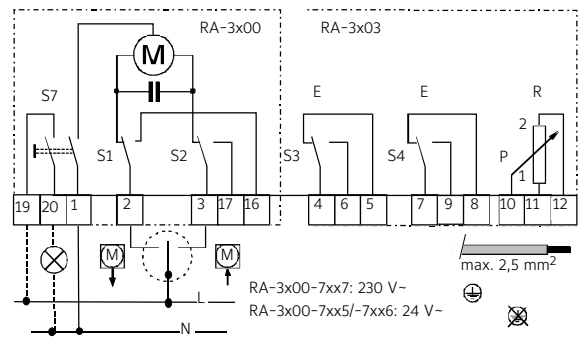 RA-3x00 RA-3x03
M
S7 E E R
2
S1 S2 S3 S4 P
1
19 20 1 2 3 17 16 4 6 5 7 9 8 10 11 12
M M
max. 2,5 mm²
L RA-3x00-7xx7: 230 V~
RA-3x00-7xx5/-7xx6: 24 V~
N